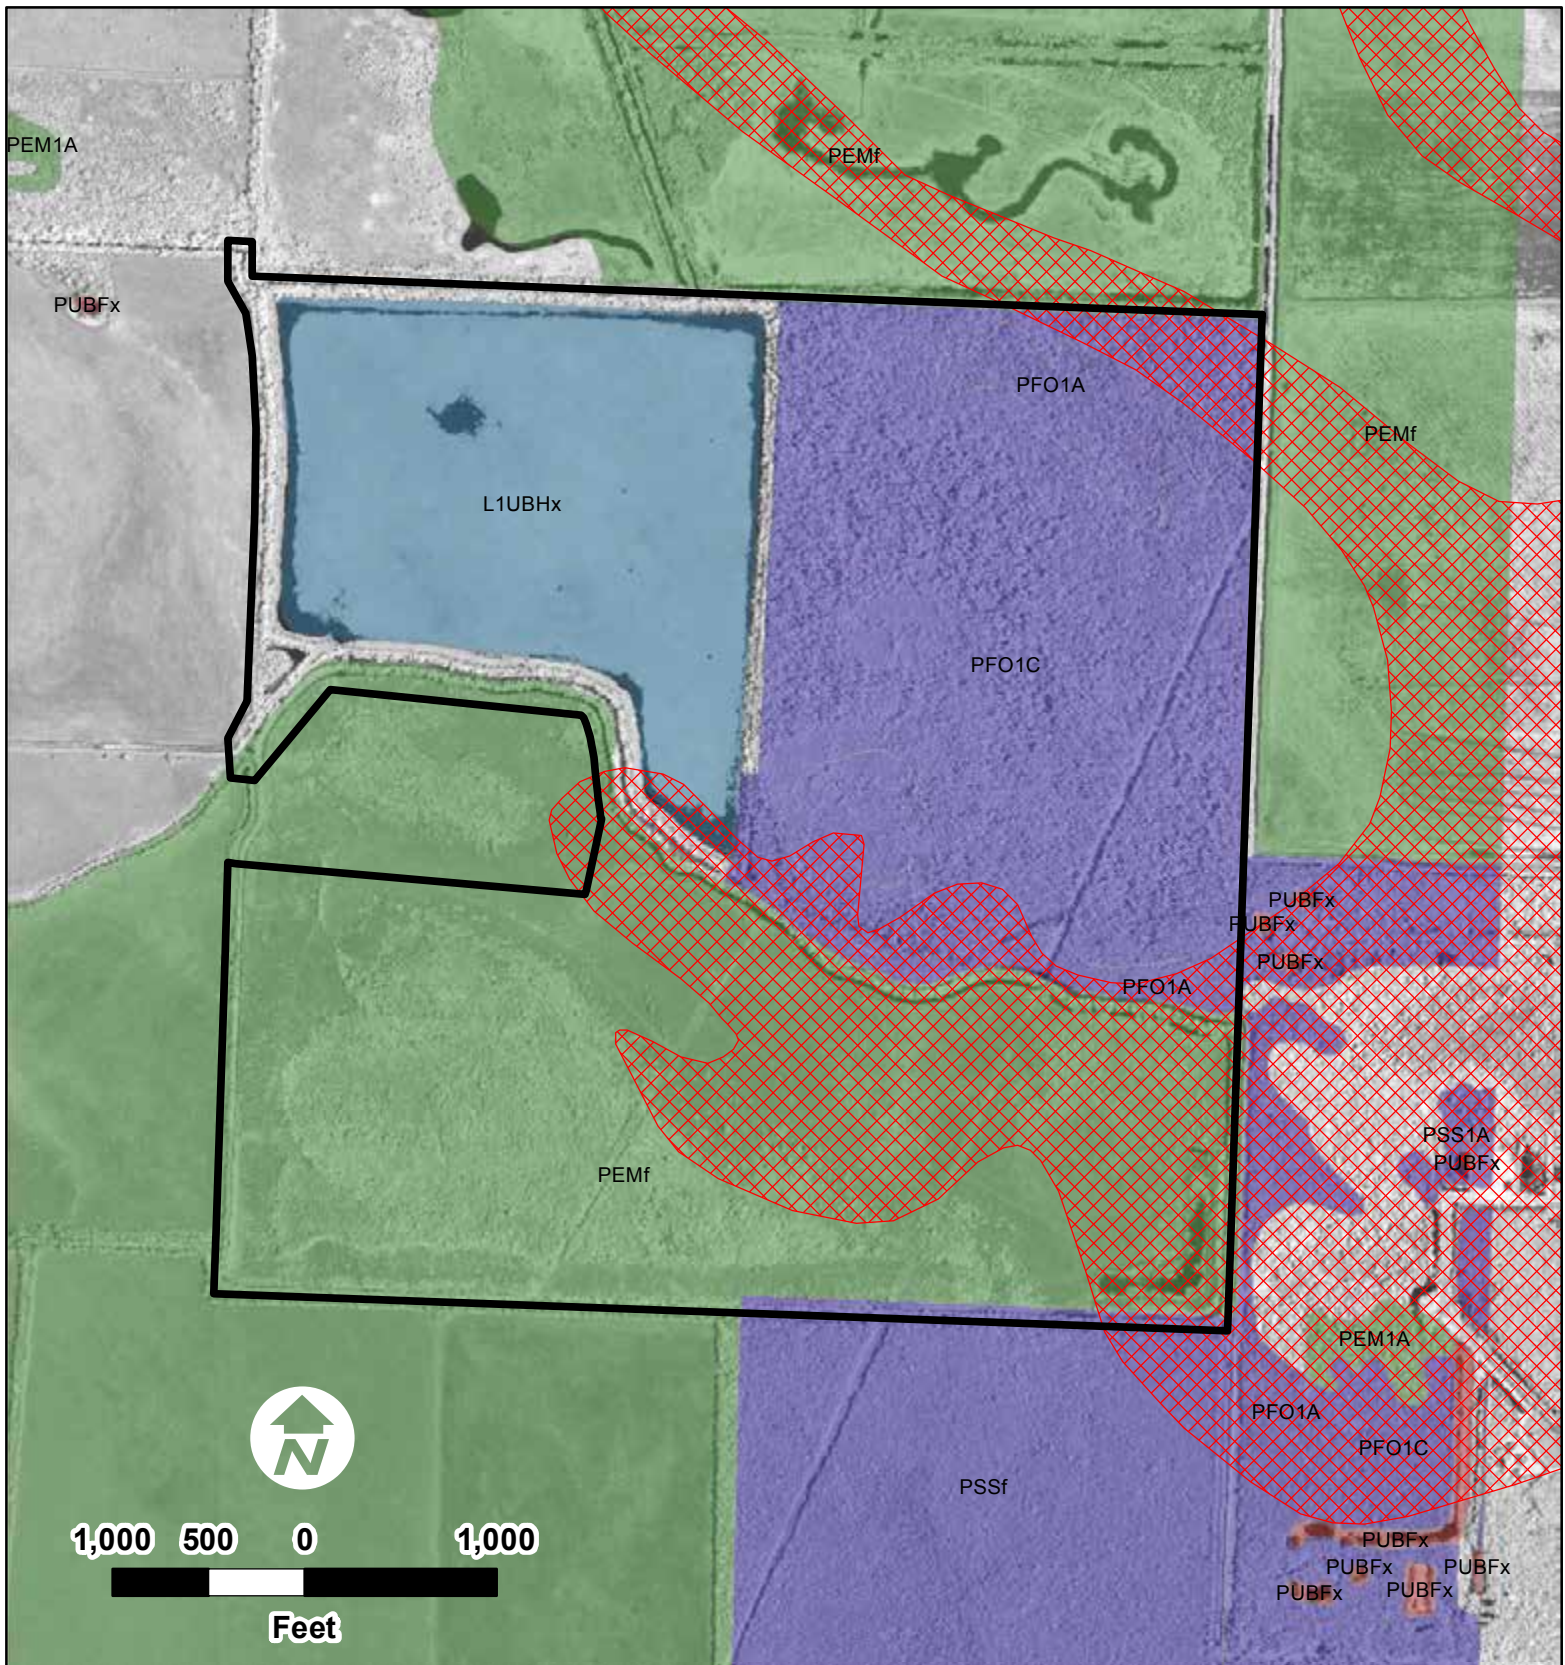 PEM1A
PEMf
PUBFx
PFO1A
PEMf
L1UBHx
PFO1C
PUBFx
PUBFx
PUBFx
PFO1A
PSS1A
PUBFx
PEMf
PEM1A
PFO1A
PFO1C
PSSf
N
1,000 500 0 1,000
Feet
PUBFx
PUBFx
PUBFx
PUBFx
PUBFx